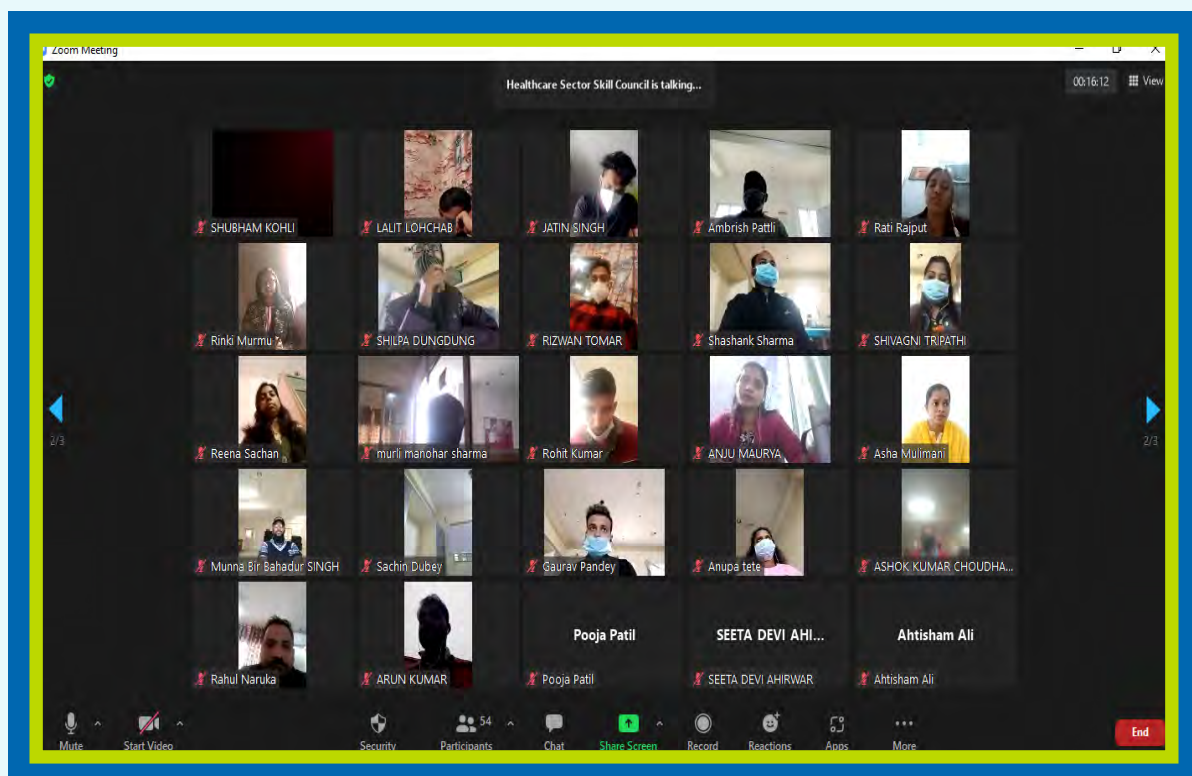 Zoom Meeting
Healthcare Sector Skill Council is talking...
00:16:12 View
SHUBHAM KOHLI
LALIT LOHCHAB
JATIN SINGH
Ambrish Pattli
Rati Rajput
Rinki Murmu
SHILPA DUNGDUNG
RIZWAN TOMAR
Shashank Sharma
SHIVAGNI TRIPATHI
2/3
2/3
Reena Sachan
murli manohar sharma
Rohit Kumar
ANJU MAURYA
Asha Mulimani
Munna Bir Bahadur SINGH
Sachin Dubey
Gaurav Pandey
Anupa tete
ASHOK KUMAR CHOUDHA...
Pooja Patil
SEETA DEVI AHI...
Ahtisham Ali
Rahul Naruka
ARUN KUMAR
Pooja Patil
SEETA DEVI AHIRWAR
Ahtisham Ali
54
Mute
Start Video
Security
Participants
Chat
Share Screen
Record
Reactions
Apps
More
End